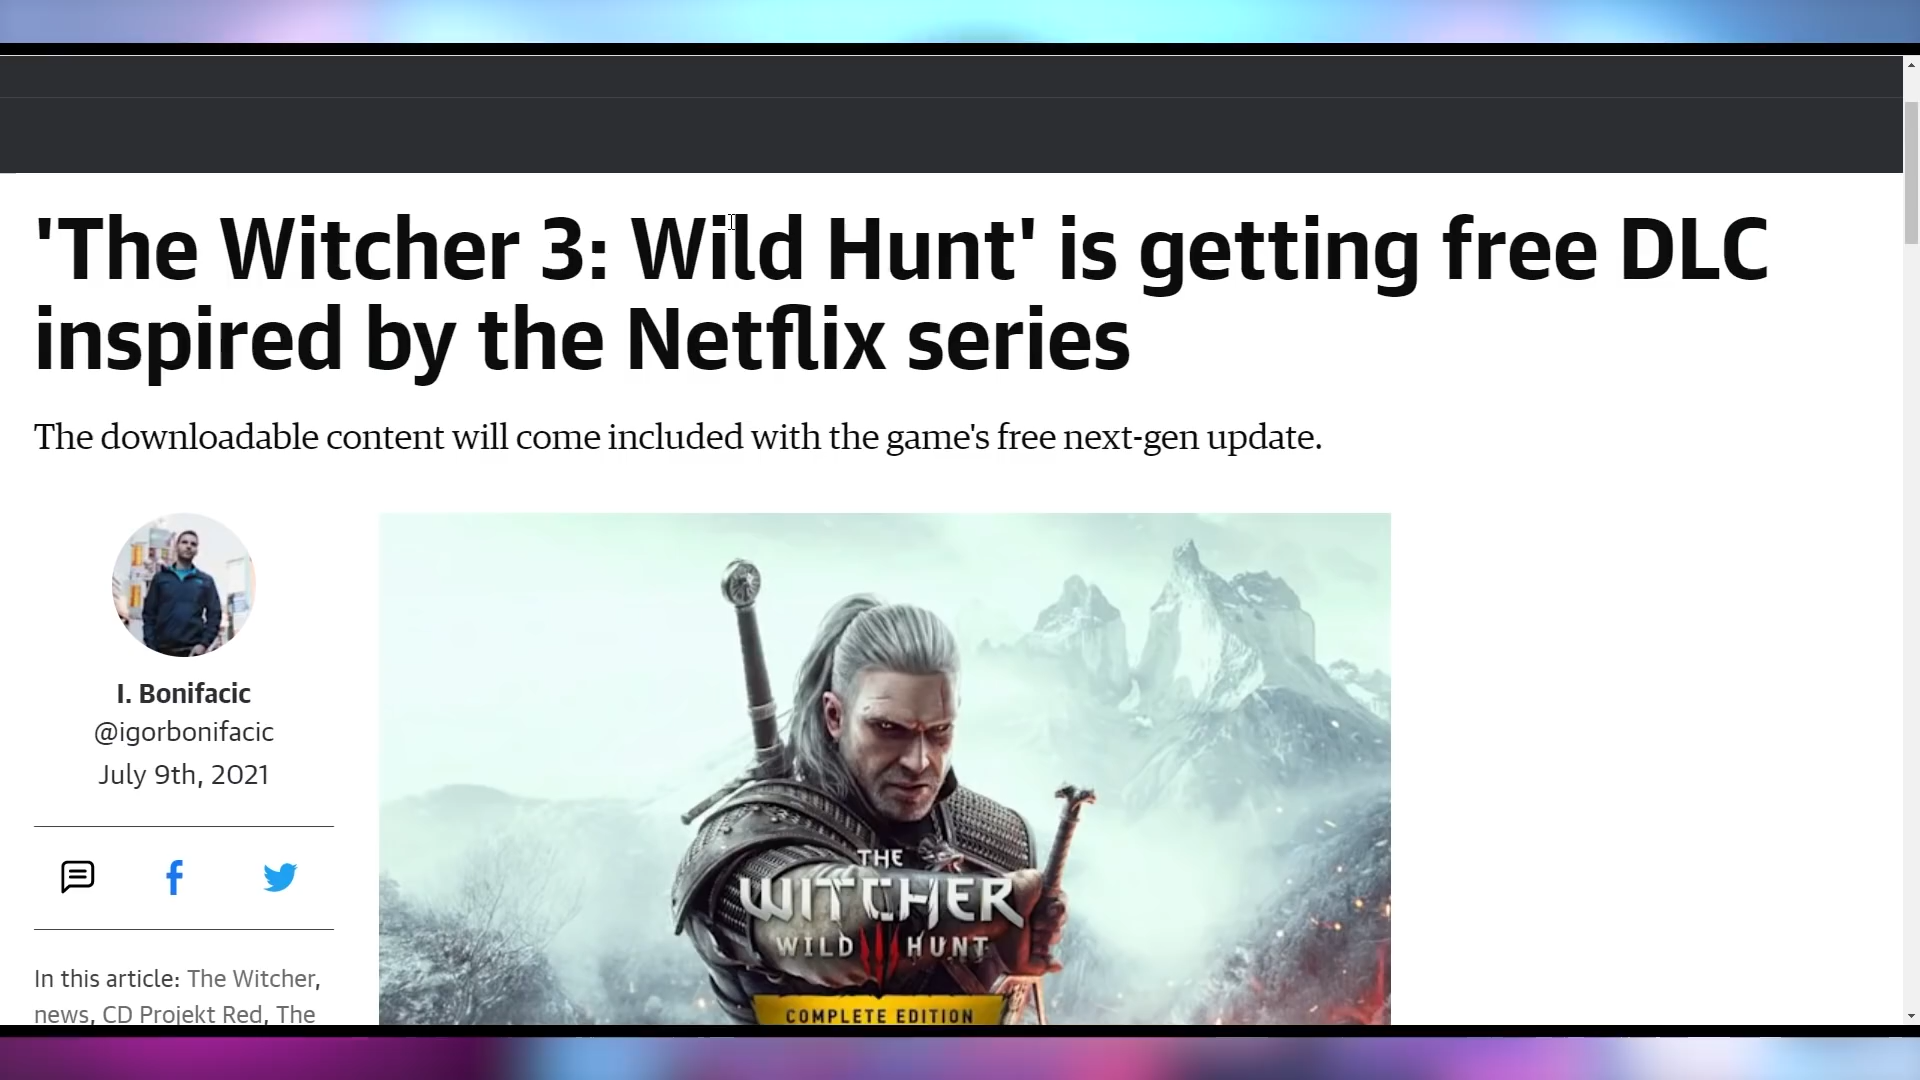 'The Witcher 3: Wild Hunt' is getting free DLC
inspired by the Netflix series
The downloadable content will come included with the game's free next-gen update.
I. Bonifacic
@igorbonifacic
July 9th, 2021
In this article: The Witcher,
news, CD Projekt Red, The
THE
WITCHER
WILD III HUNT
COMPLETE EDITION